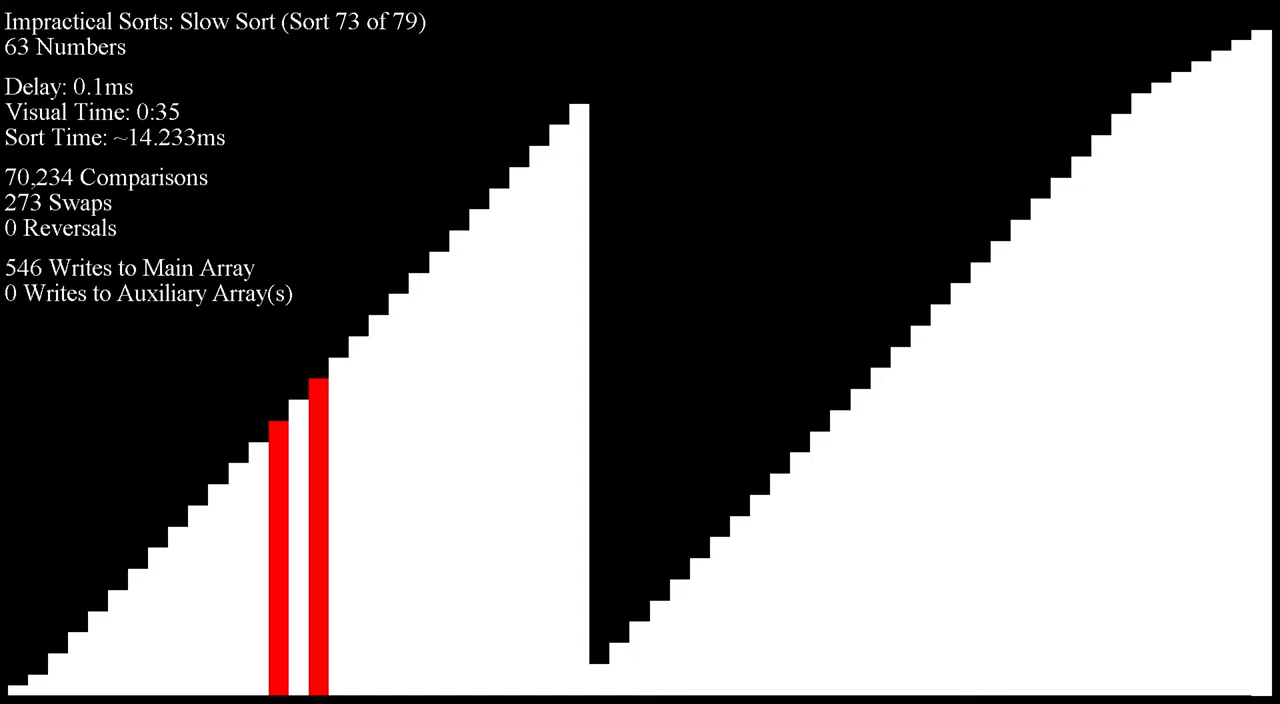 Impractical Sorts: Slow Sort (Sort 73 of 79)
63 Numbers
Delay: 0.1ms
Visual Time: 0:35
Sort Time: ~14.233ms
70,234 Comparisons
273 Swaps
0 Reversals
546 Writes to Main Array
0 Writes to Auxiliary Array(s)